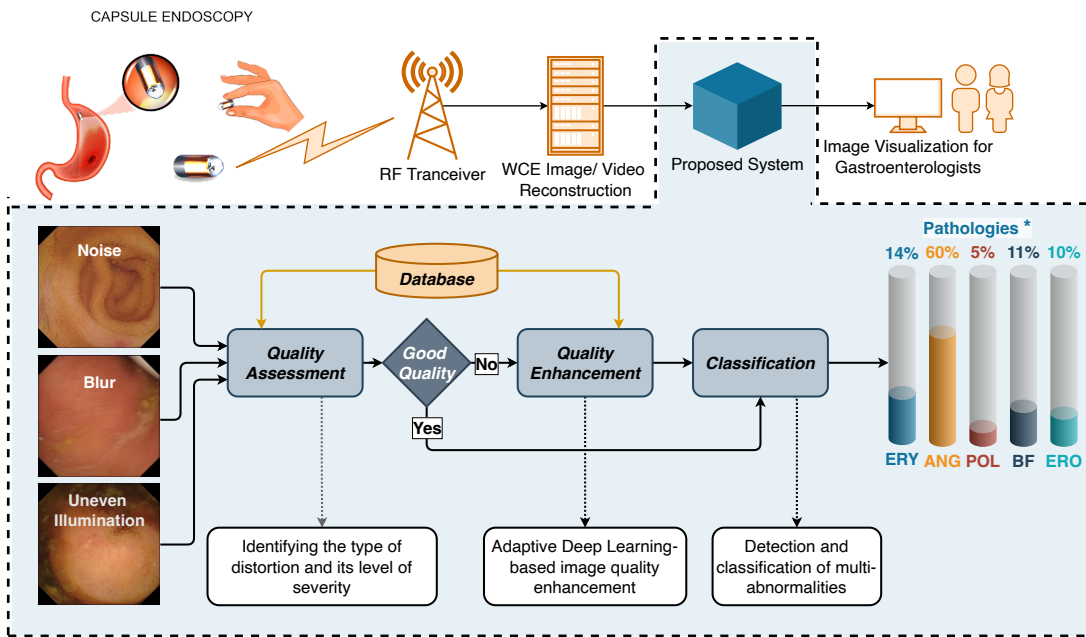 CAPSULE ENDOSCOPY
RF Tranceiver
WCE Image/ Video
Reconstruction
Proposed System
Image Visualization for
Gastroenterologists
Noise
Blur
Uneven
Illumination
Database
Quality
Assessment
Good
Quality
No
Yes
Quality
Enhancement
Classification
Identifying the type of
distortion and its level of
severity
Adaptive Deep Learning-
based image quality
enhancement
Detection and
classification of multi-
abnormalities
Pathologies *
14% 60% 5% 11% 10%
ERY ANG POL BF ERO